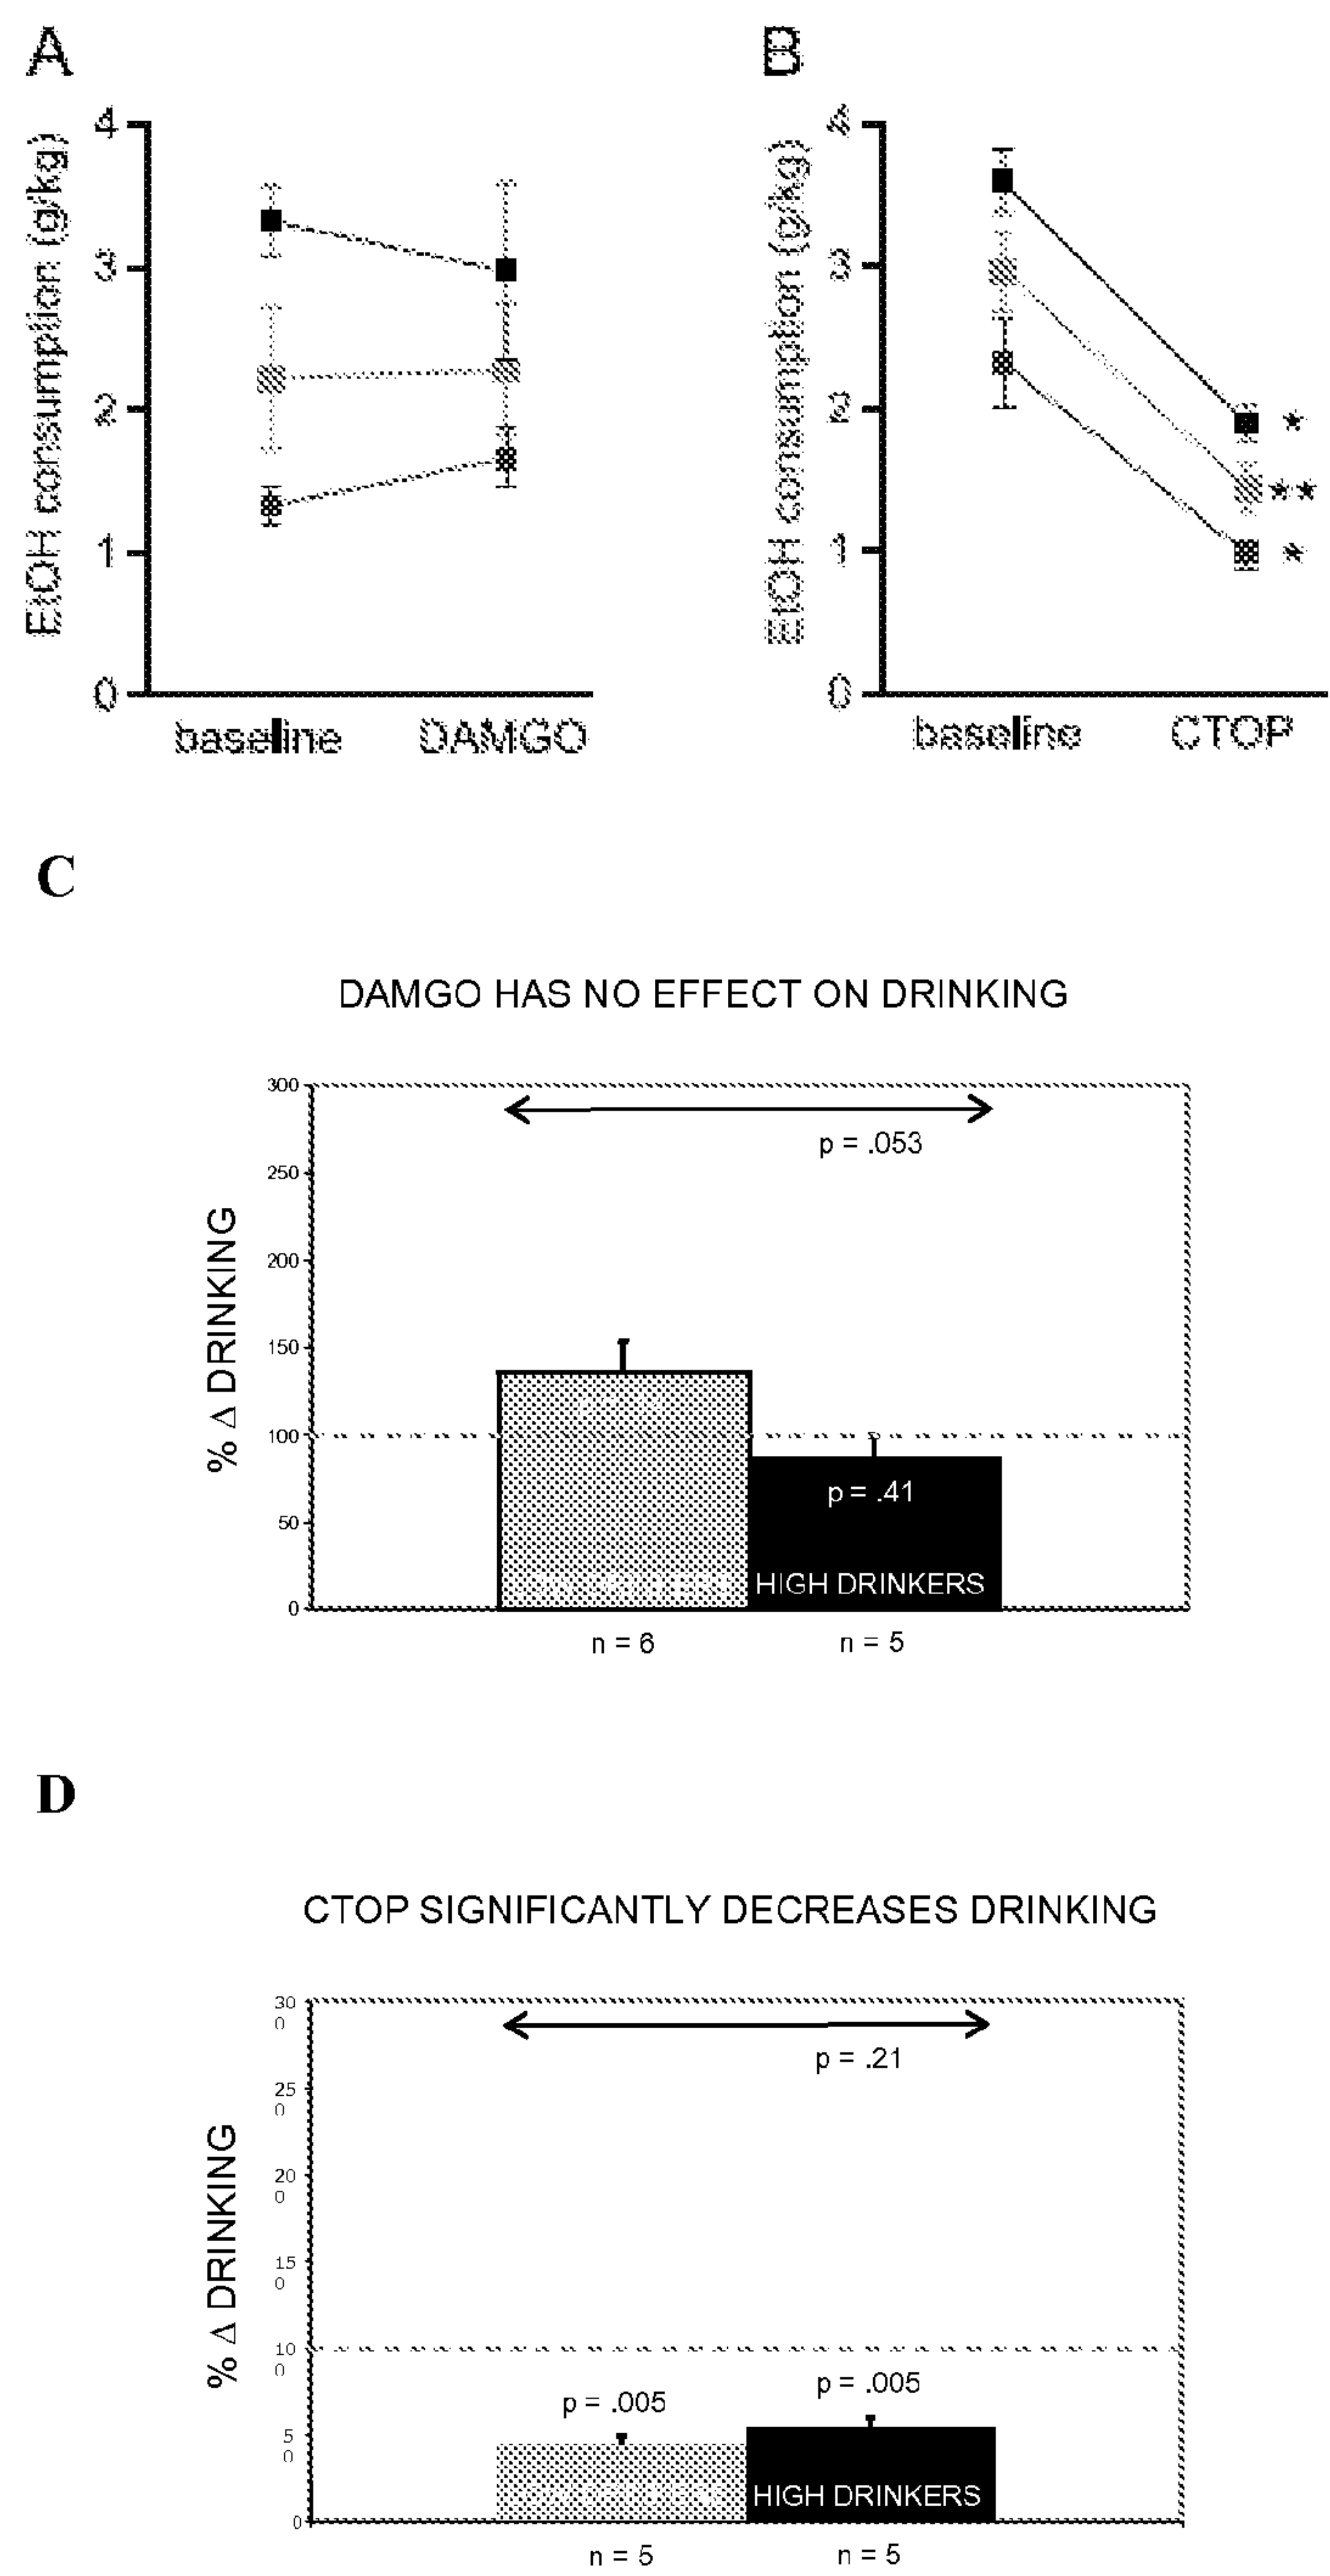 A
EtOH consumption (g/kg)
4
3
2
1
0
baseline DAMGO
B
EtOH consumption (g/kg)
4
3
2
1
0
baseline CTOP
* 
**
*
C
DAMGO HAS NO EFFECT ON DRINKING
% Δ DRINKING
300
250
200
150
100
50
0
p = .053
p = .41
HIGH DRINKERS
n = 6 n = 5
D
CTOP SIGNIFICANTLY DECREASES DRINKING
% Δ DRINKING
30
0
25
0
20
0
15
0
10
0
5
0
0
p = .21
p = .005 p = .005
HIGH DRINKERS
n = 5 n = 5